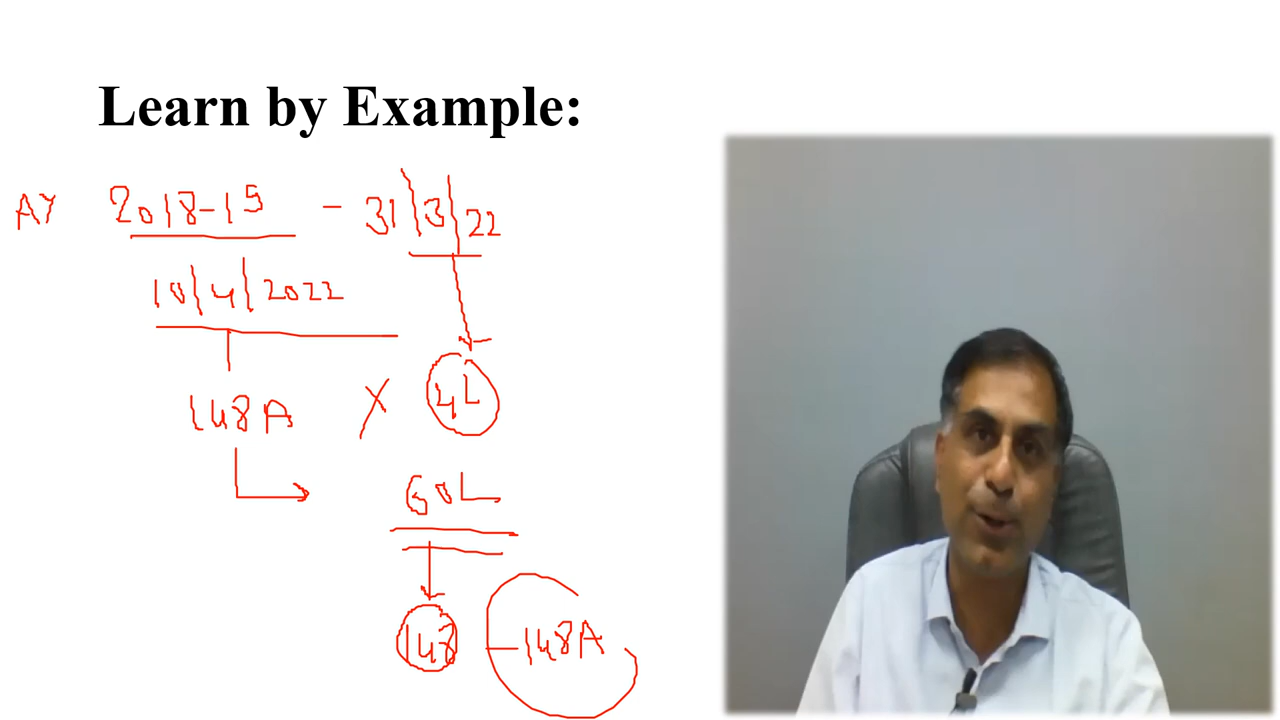 Learn by Example:
AY 2018-19 - 31/3/22
10/4/2022
148A X 4L
60L
148 - 148A